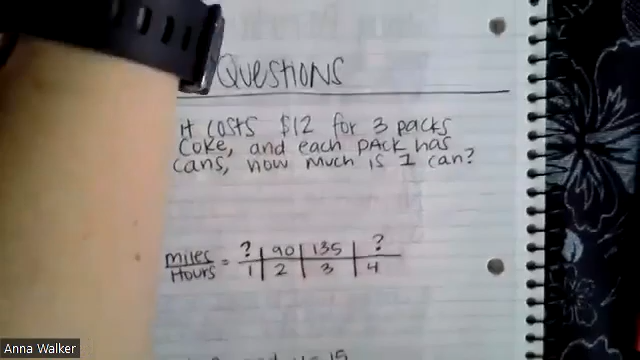 QUESTIONS
It costs $12 for 3 packs
Coke, and each pack has
cans, how much is 1 can?
miles ? 90 135 ?
Hours = 1 2 3 4
15
Anna Walker